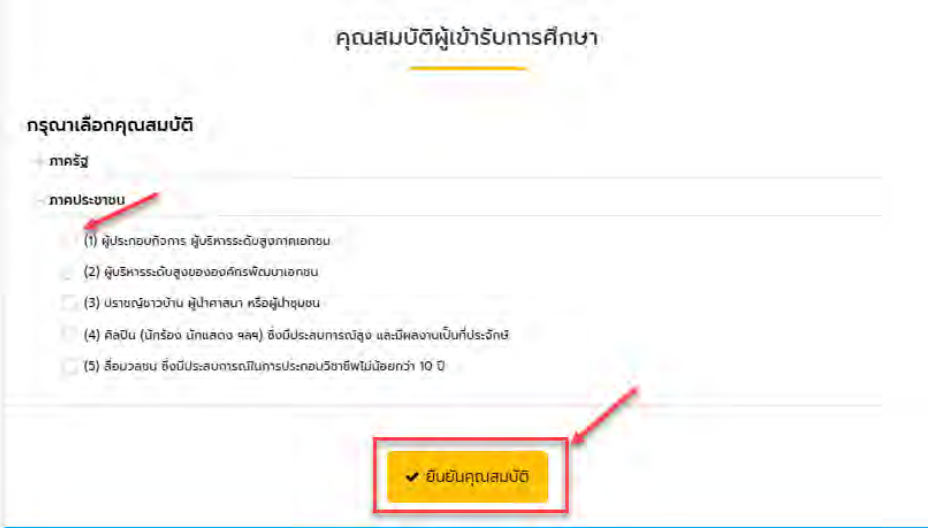 คุณสมบัติผู้เข้ารับการศึกษา
กรุณาเลือกคุณสมบัติ
ภาครัฐ
ภาคประชาชน
(1) ผู้ประกอบกิจการ ผู้บริหารระดับสูงภาคเอกชน
(2) ผู้บริหารระดับสูงขององค์กรพัฒนาเอกชน
(3) ปราชญ์ชาวบ้าน ผู้นำศาสนา หรือผู้นำชุมชน
(4) ศิลปิน (นักร้อง นักแสดง ฯลฯ) ซึ่งมีประสบการณ์สูง และมีผลงานเป็นที่ประจักษ์
(5) สื่อมวลชน ซึ่งมีประสบการณ์ในการประกอบวิชาชีพไม่น้อยกว่า 10 ปี
✔ ยืนยันคุณสมบัติ